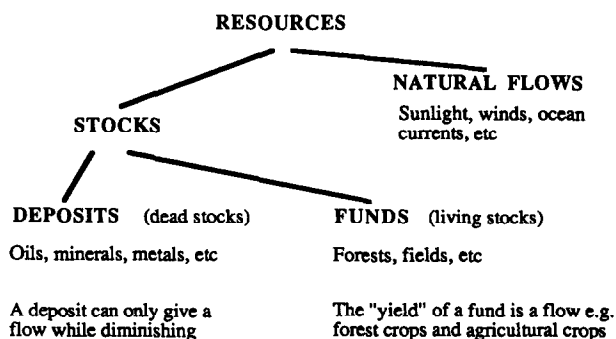 RESOURCES
NATURAL FLOWS
Sunlight, winds, ocean
currents, etc
STOCKS
DEPOSITS (dead stocks)
Oils, minerals, metals, etc
A deposit can only give a
flow while diminishing
FUNDS (living stocks)
Forests, fields, etc
The "yield" of a fund is a flow e.g.
forest crops and agricultural crops